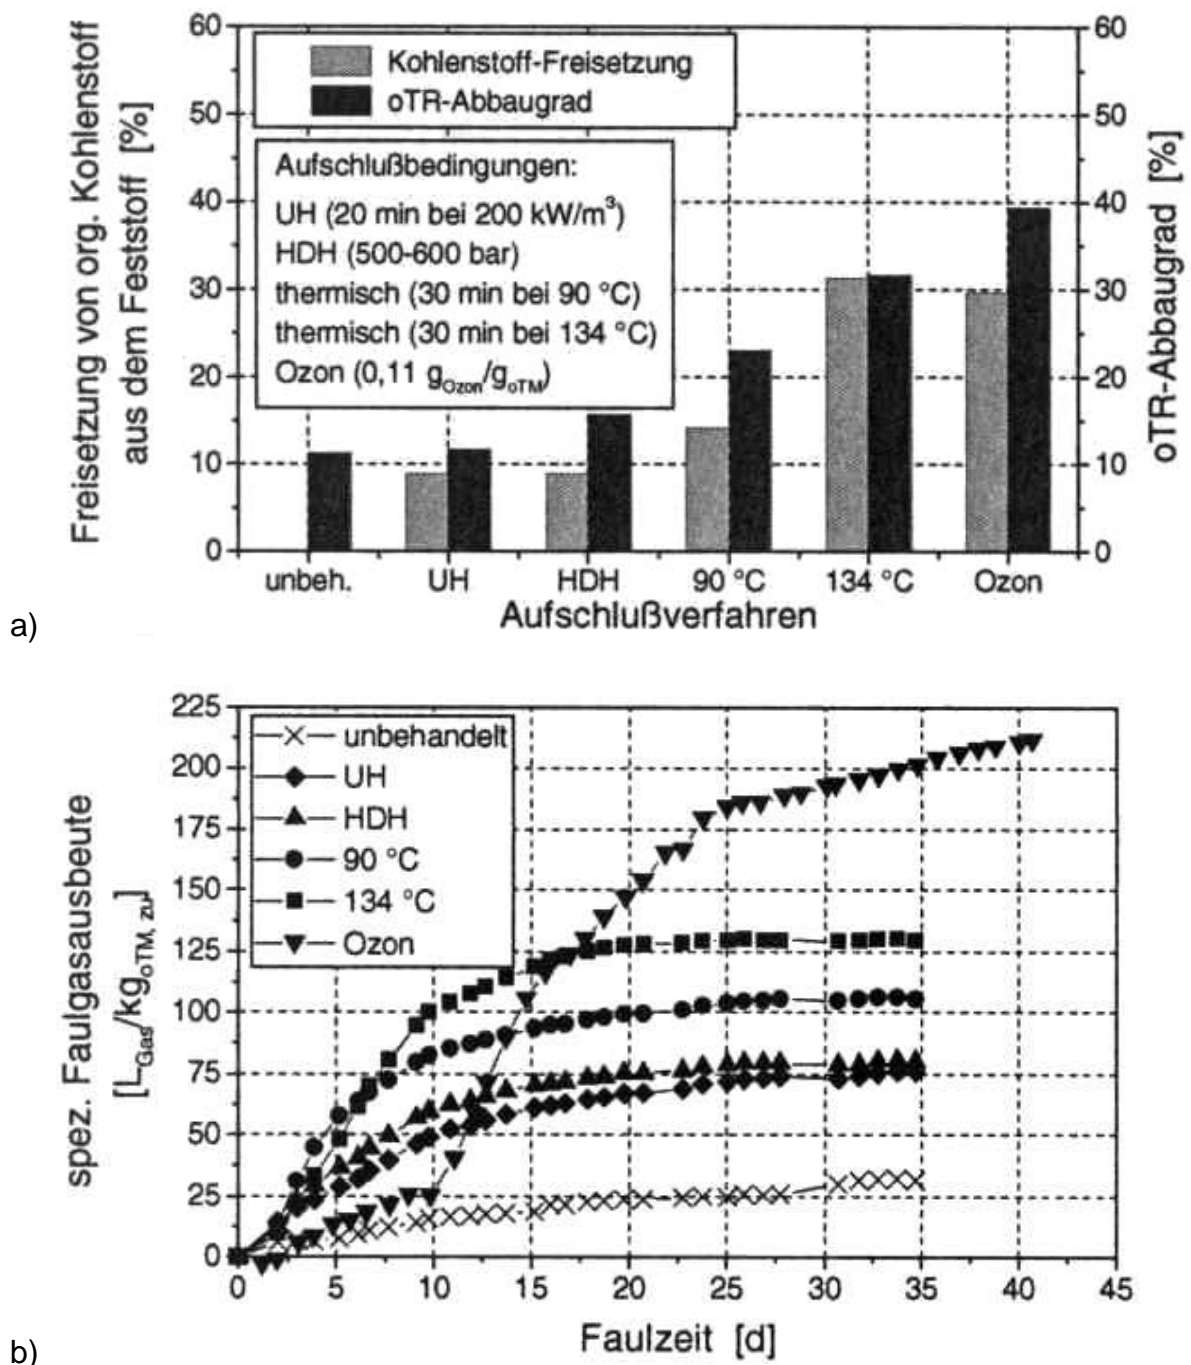 60
50
40
30
20
10
0
Freisetzung von org. Kohlenstoff
aus dem Feststoff [%]
Kohlenstoff-Freisetzung
oTR-Abbaugrad
Aufschlußbedingungen:
UH (20 min bei 200 kW/m³)
HDH (500-600 bar)
thermisch (30 min bei 90 °C)
thermisch (30 min bei 134 °C)
Ozon (0,11 gOzon/goTM)
60
50
40
30
20
10
0
oTR-Abbaugrad [%]
unbeh. UH HDH 90 °C 134 °C Ozon
Aufschlußverfahren
a)
225
200
175
150
125
100
75
50
25
0
spez. Faulgasausbeute
[LGas/kgoTM, zu]
unbehandelt
UH
HDH
90 °C
134 °C
Ozon
0 5 10 15 20 25 30 35 40 45
Faulzeit [d]
b)